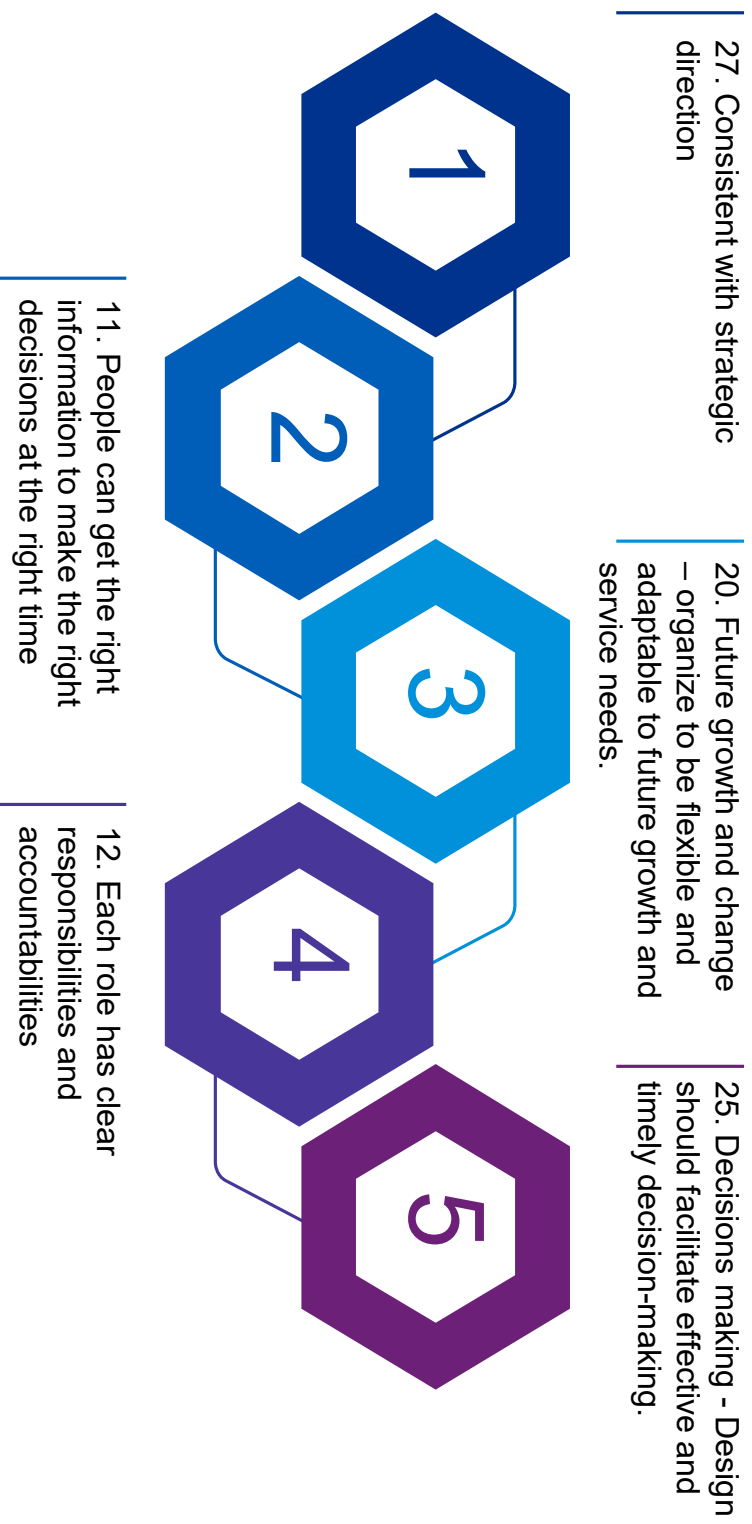 27. Consistent with strategic
direction
20. Future growth and change
– organize to be flexible and
adaptable to future growth and
service needs.
25. Decisions making - Design
should facilitate effective and
timely decision-making.
1
2
3
4
5
11. People can get the right
information to make the right
decisions at the right time
12. Each role has clear
responsibilities and
accountabilities